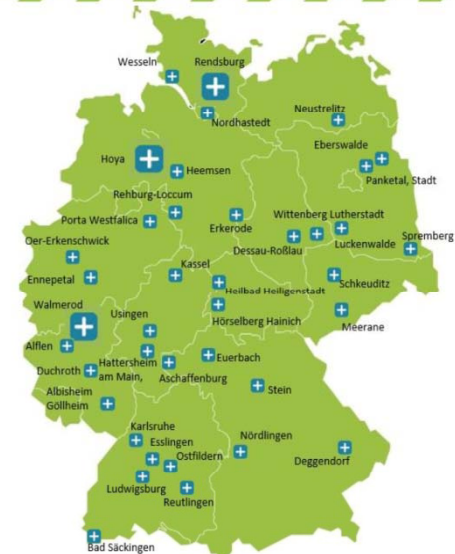 Wesseln
Rendsburg
Nordhastedt
Neustrelitz
Eberswalde
Hoya
Heemsen
Panketal, Stadt
Rehburg-Loccum
Porta Westfalica
Erkerode
Wittenberg Lutherstadt
Oer-Erkenschwick
Dessau-Roßlau
Luckenwalde
Spremberg
Kassel
Ennepetal
Heilbad Heiligenstadt
Schkeuditz
Walmerod
Usingen
Hörselberg Hainich
Meerane
Alflen
Hattersheim
am Main,
Euerbach
Duchroth
Aschaffenburg
Stein
Albisheim
Göllheim
Karlsruhe
Esslingen
Nördlingen
Ostfildern
Deggendorf
Ludwigsburg
Reutlingen
Bad Säckingen